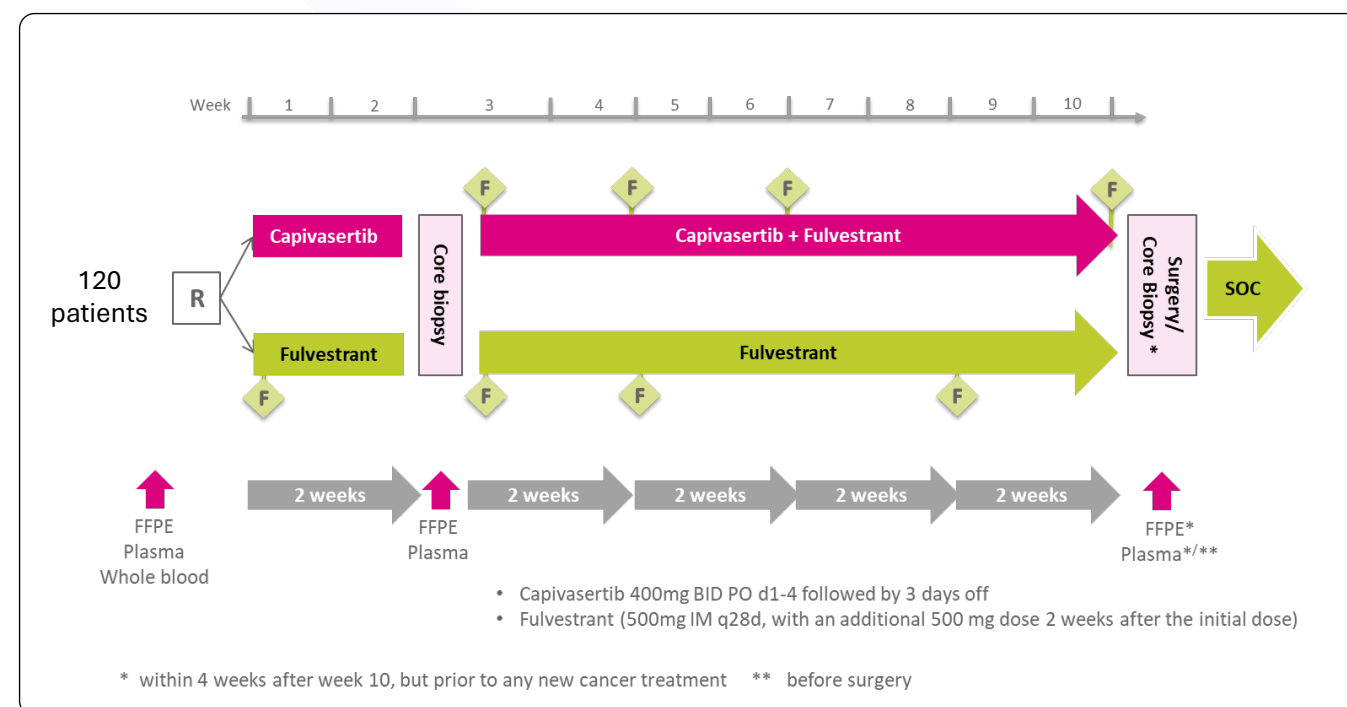 Week 1 2 3 4 5 6 7 8 9 10
F F F F
Capivasertib
Capivasertib + Fulvestrant
120
patients
R
Core biopsy
Surgery/
Core Biopsy *
SOC
Fulvestrant
Fulvestrant
F F F F
2 weeks 2 weeks 2 weeks 2 weeks 2 weeks
FFPE
Plasma
Whole blood
FFPE
Plasma
FFPE*
Plasma*/**
• Capivasertib 400mg BID PO d1-4 followed by 3 days off
• Fulvestrant (500mg IM q28d, with an additional 500 mg dose 2 weeks after the initial dose)
* within 4 weeks after week 10, but prior to any new cancer treatment ** before surgery